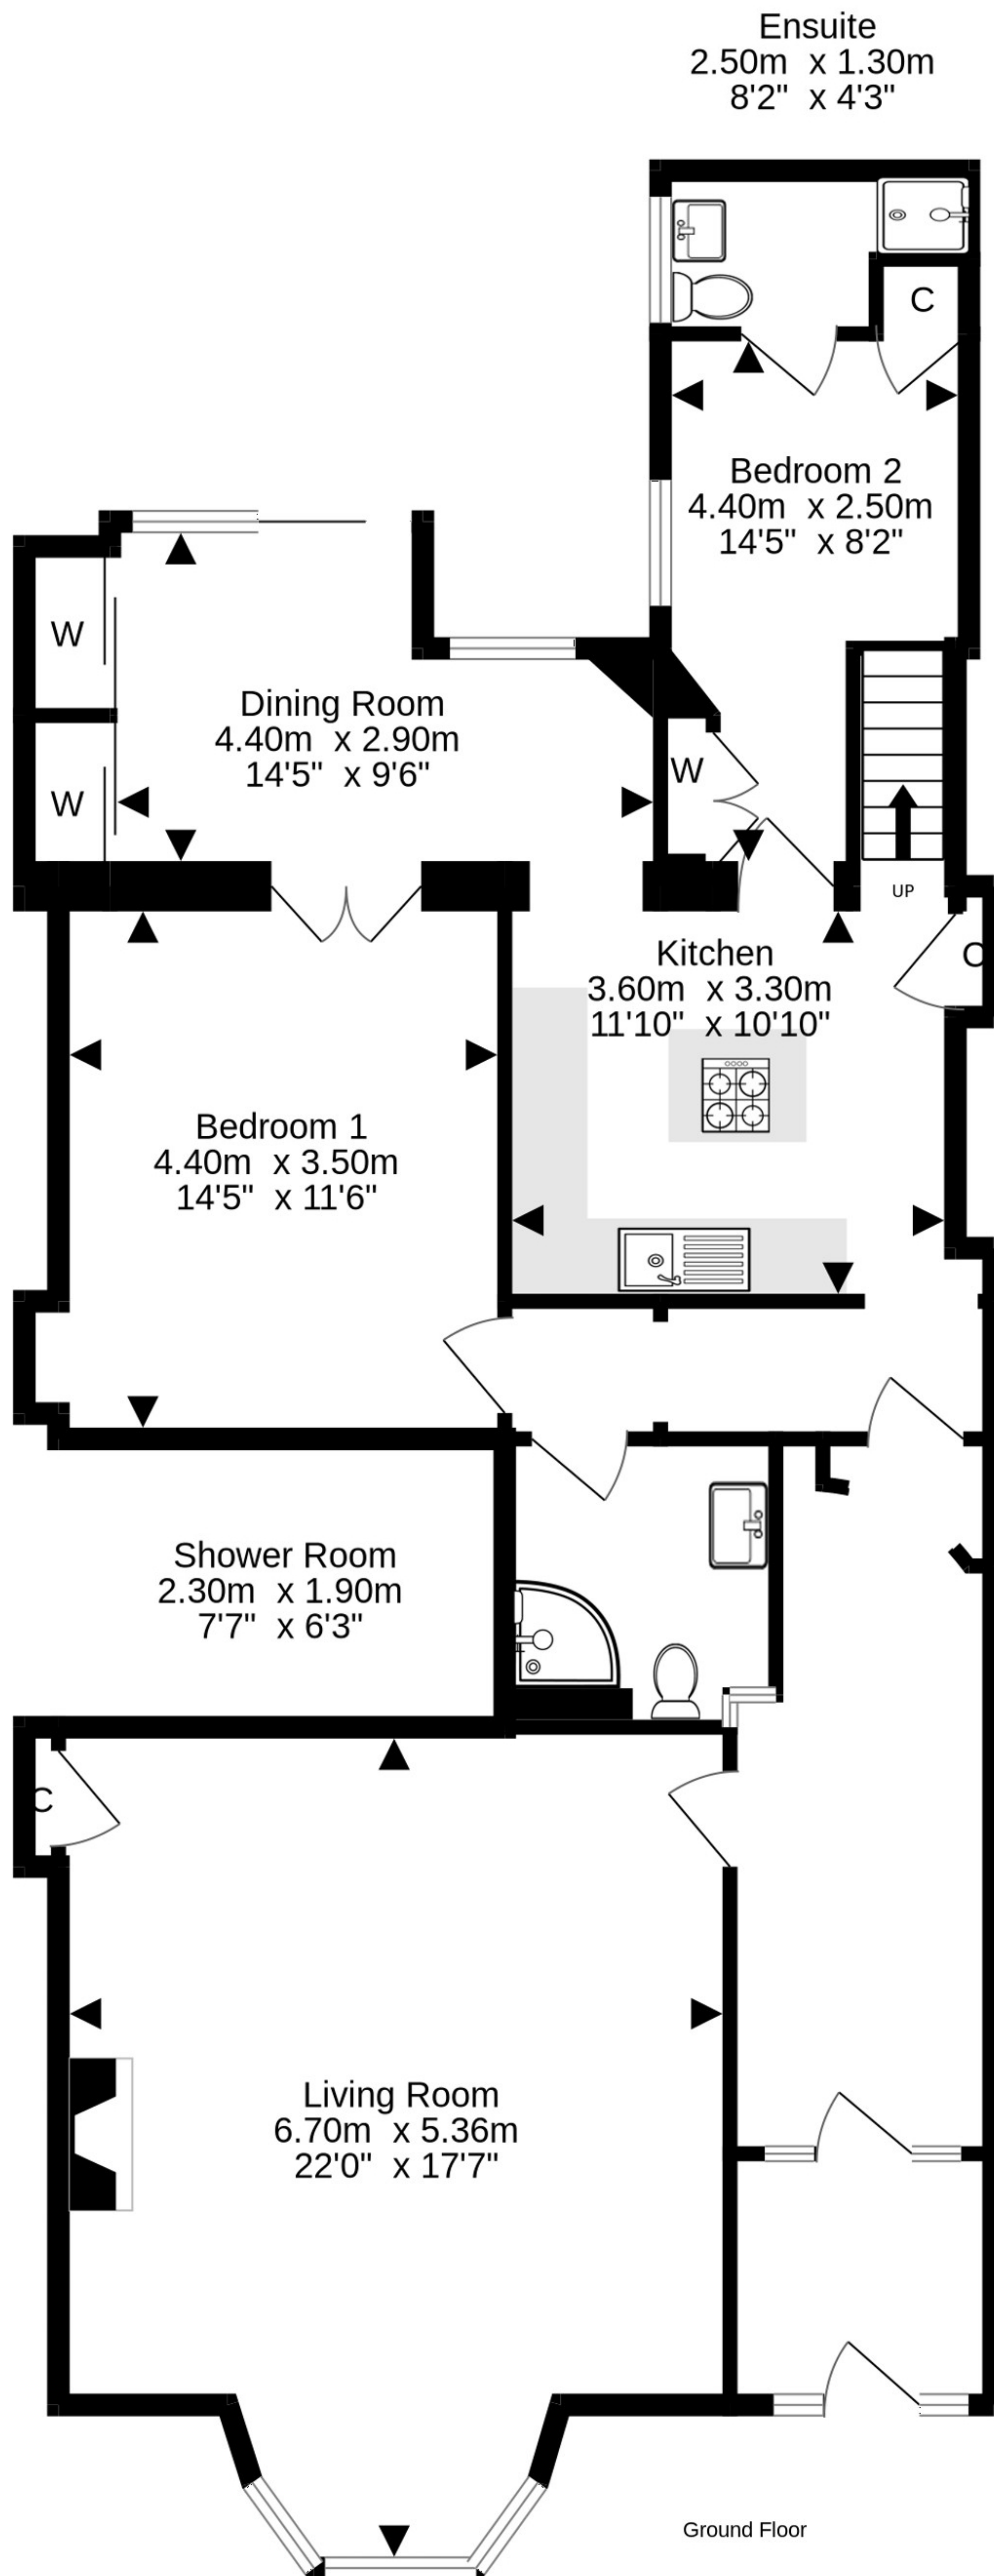 Ensuite
2.50m x 1.30m
8'2" x 4'3"
C
Bedroom 2
4.40m x 2.50m
14'5" x 8'2"
W
Dining Room
4.40m x 2.90m
14'5" x 9'6"
W
W
UP
Kitchen
3.60m x 3.30m
11'10" x 10'10"
C
Bedroom 1
4.40m x 3.50m
14'5" x 11'6"
Shower Room
2.30m x 1.90m
7'7" x 6'3"
C
Living Room
6.70m x 5.36m
22'0" x 17'7"
Ground Floor